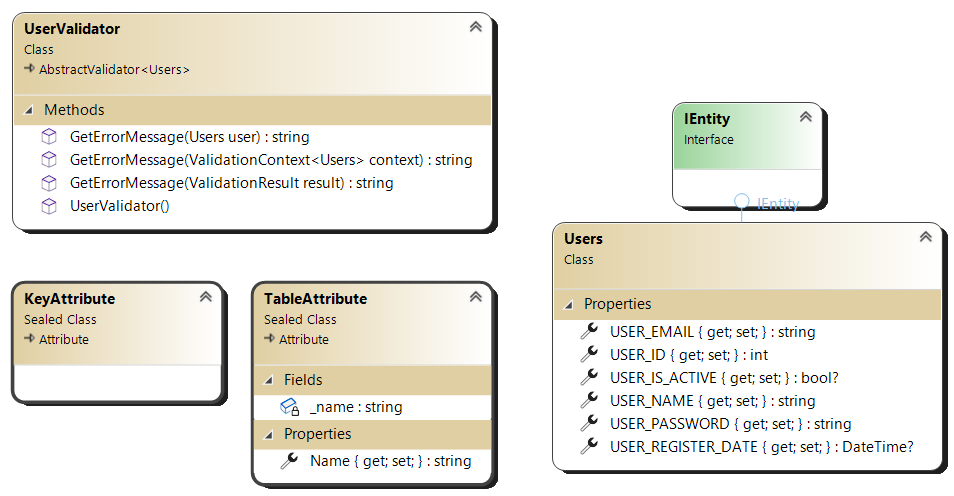 UserValidator
Class
AbstractValidator<Users>
Methods
GetErrorMessage(Users user) : string
GetErrorMessage(ValidationContext<Users> context) : string
GetErrorMessage(ValidationResult result) : string
UserValidator()
IEntity
Interface
IEntity
Users
Class
Properties
USER_EMAIL { get; set; } : string
USER_ID { get; set; } : int
USER_IS_ACTIVE { get; set; } : bool?
USER_NAME { get; set; } : string
USER_PASSWORD { get; set; } : string
USER_REGISTER_DATE { get; set; } : DateTime?
KeyAttribute
Sealed Class
Attribute
TableAttribute
Sealed Class
Attribute
Fields
_name : string
Properties
Name { get; set; } : string